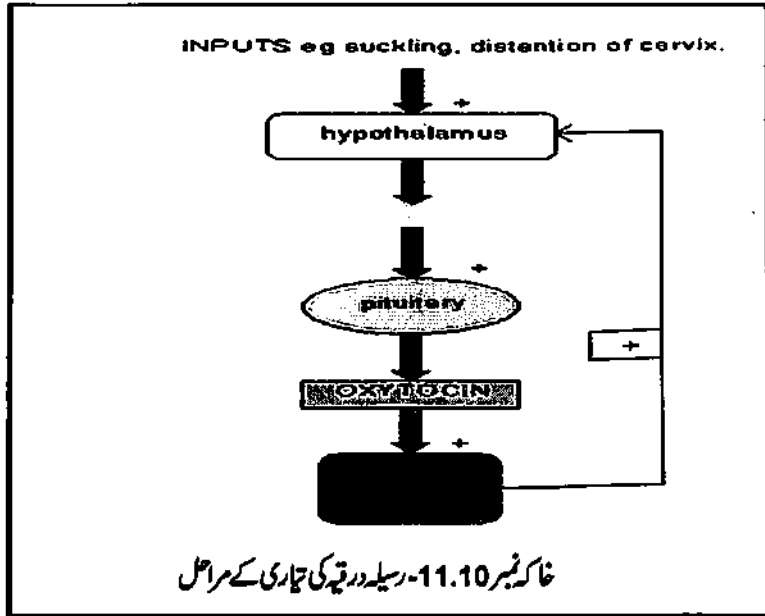 INPUTS eg suckling, distention of cervix.
+
hypothalamus
+
pituitary
+
OXYTOCIN
+
خاکہ نمبر 11.10- رسیلہ درقیہ کی تیاری کے مراحل